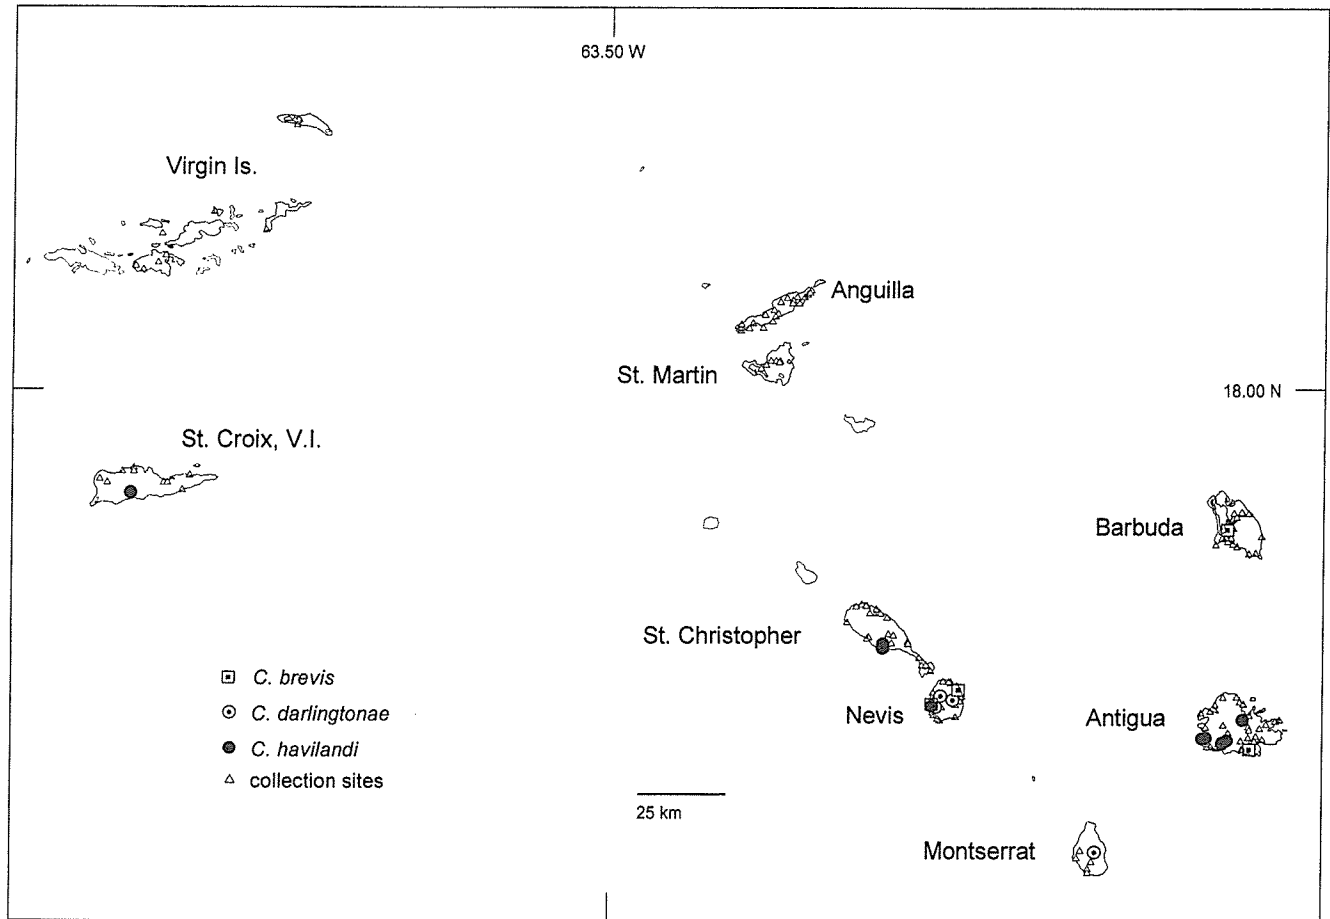 63.50 W
Virgin Is.
Anguilla
St. Martin
18.00 N
St. Croix, V.I.
Barbuda
St. Christopher
C. brevis
C. darlingtonae
Nevis
Antigua
C. havilandi
collection sites
25 km
Montserrat